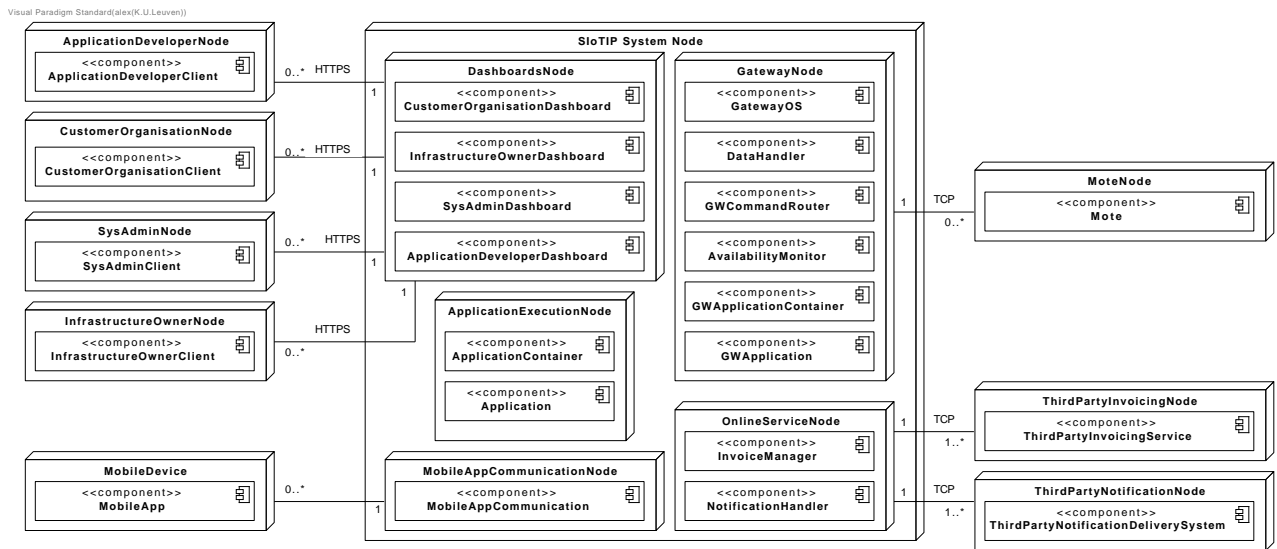 Visual Paradigm Standard(alex(K.U.Leuven))
ApplicationDeveloperNode
<<component>>
ApplicationDeveloperClient
0..*
HTTPS
1
CustomerOrganisationNode
<<component>>
CustomerOrganisationClient
0..*
HTTPS
1
SysAdminNode
<<component>>
SysAdminClient
0..*
HTTPS
1
InfrastructureOwnerNode
<<component>>
InfrastructureOwnerClient
0..*
HTTPS
1
MobileDevice
<<component>>
MobileApp
0..*
1
SIoTIP System Node
DashboardsNode
<<component>>
CustomerOrganisationDashboard
<<component>>
InfrastructureOwnerDashboard
<<component>>
SysAdminDashboard
<<component>>
ApplicationDeveloperDashboard
ApplicationExecutionNode
<<component>>
ApplicationContainer
<<component>>
Application
MobileAppCommunicationNode
<<component>>
MobileAppCommunication
GatewayNode
<<component>>
GatewayOS
<<component>>
DataHandler
<<component>>
GWCommandRouter
<<component>>
AvailabilityMonitor
<<component>>
GWApplicationContainer
<<component>>
GWApplication
OnlineServiceNode
<<component>>
InvoiceManager
<<component>>
NotificationHandler
1
TCP
0..*
MoteNode
<<component>>
Mote
1
TCP
1..*
ThirdPartyInvoicingNode
<<component>>
ThirdPartyInvoicingService
1
TCP
1..*
ThirdPartyNotificationNode
<<component>>
ThirdPartyNotificationDeliverySystem